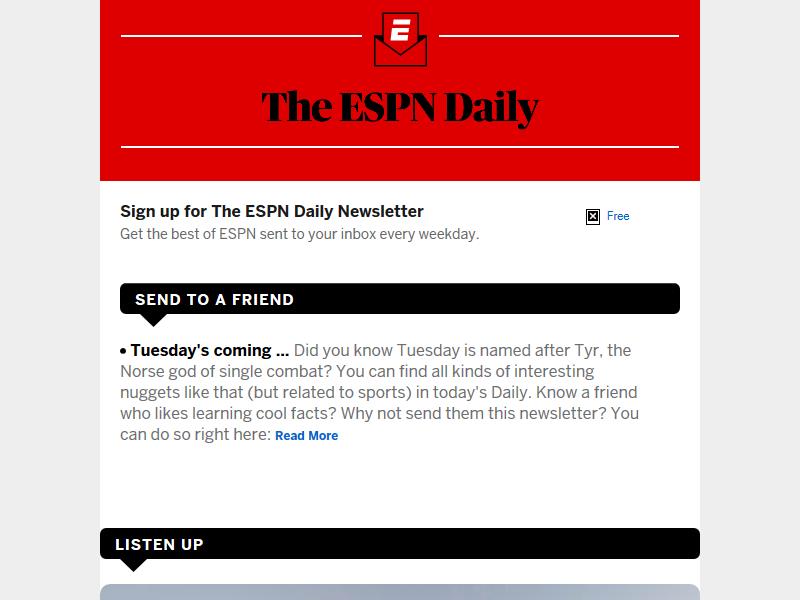 E
The ESPN Daily
Sign up for The ESPN Daily Newsletter
Get the best of ESPN sent to your inbox every weekday.
Free
SEND TO A FRIEND
• Tuesday's coming ... Did you know Tuesday is named after Tyr, the
Norse god of single combat? You can find all kinds of interesting
nuggets like that (but related to sports) in today's Daily. Know a friend
who likes learning cool facts? Why not send them this newsletter? You
can do so right here: Read More
LISTEN UP